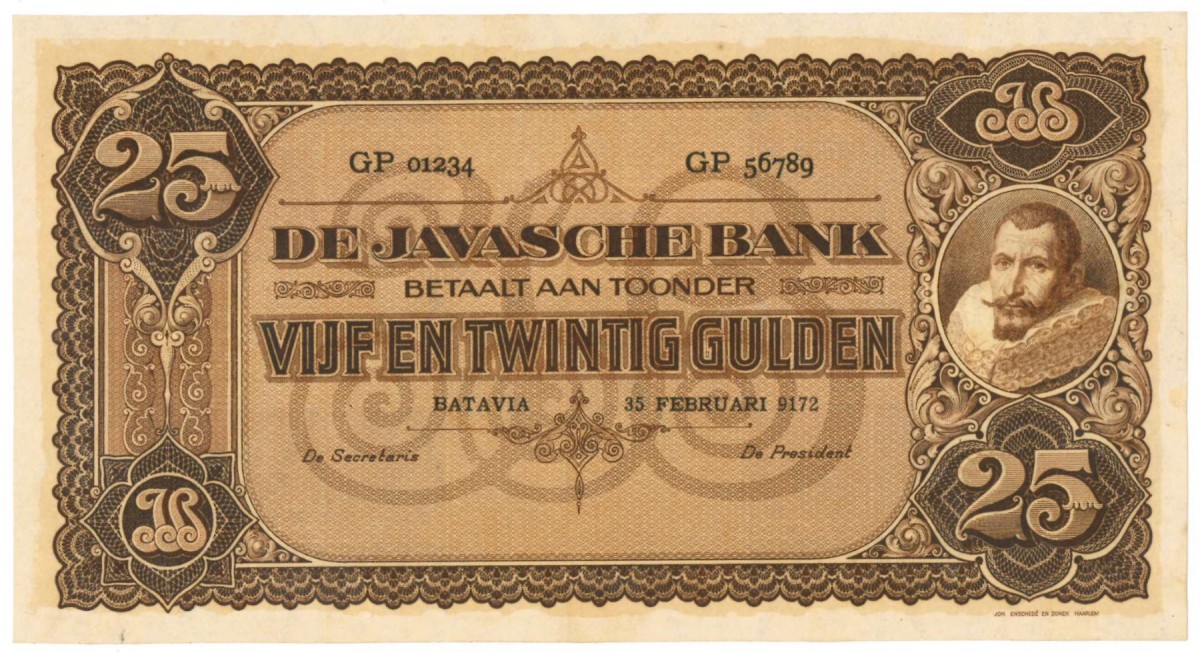 25
JB
GP 01234 GP 56789
DE JAVASCHE BANK
BETAALT AAN TOONDER
VIJF EN TWINTIG GULDEN
BATAVIA 35 FEBRUARI 9172
De Secretaris De President
JB
25
JOH. ENSCHEDÉ EN ZONEN HAARLEM